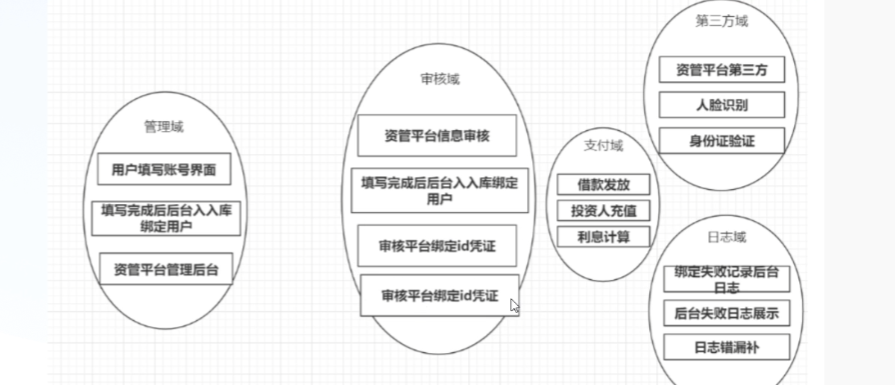 管理域
用户填写账号界面
填写完成后后台入入库
绑定用户
资管平台管理后台
审核域
资管平台信息审核
填写完成后后台入入库绑定
用户
审核平台绑定id凭证
审核平台绑定id凭证
支付域
借款发放
投资人充值
利息计算
第三方域
资管平台第三方
人脸识别
身份证验证
日志域
绑定失败记录后台
日志
后台失败日志展示
日志错漏补